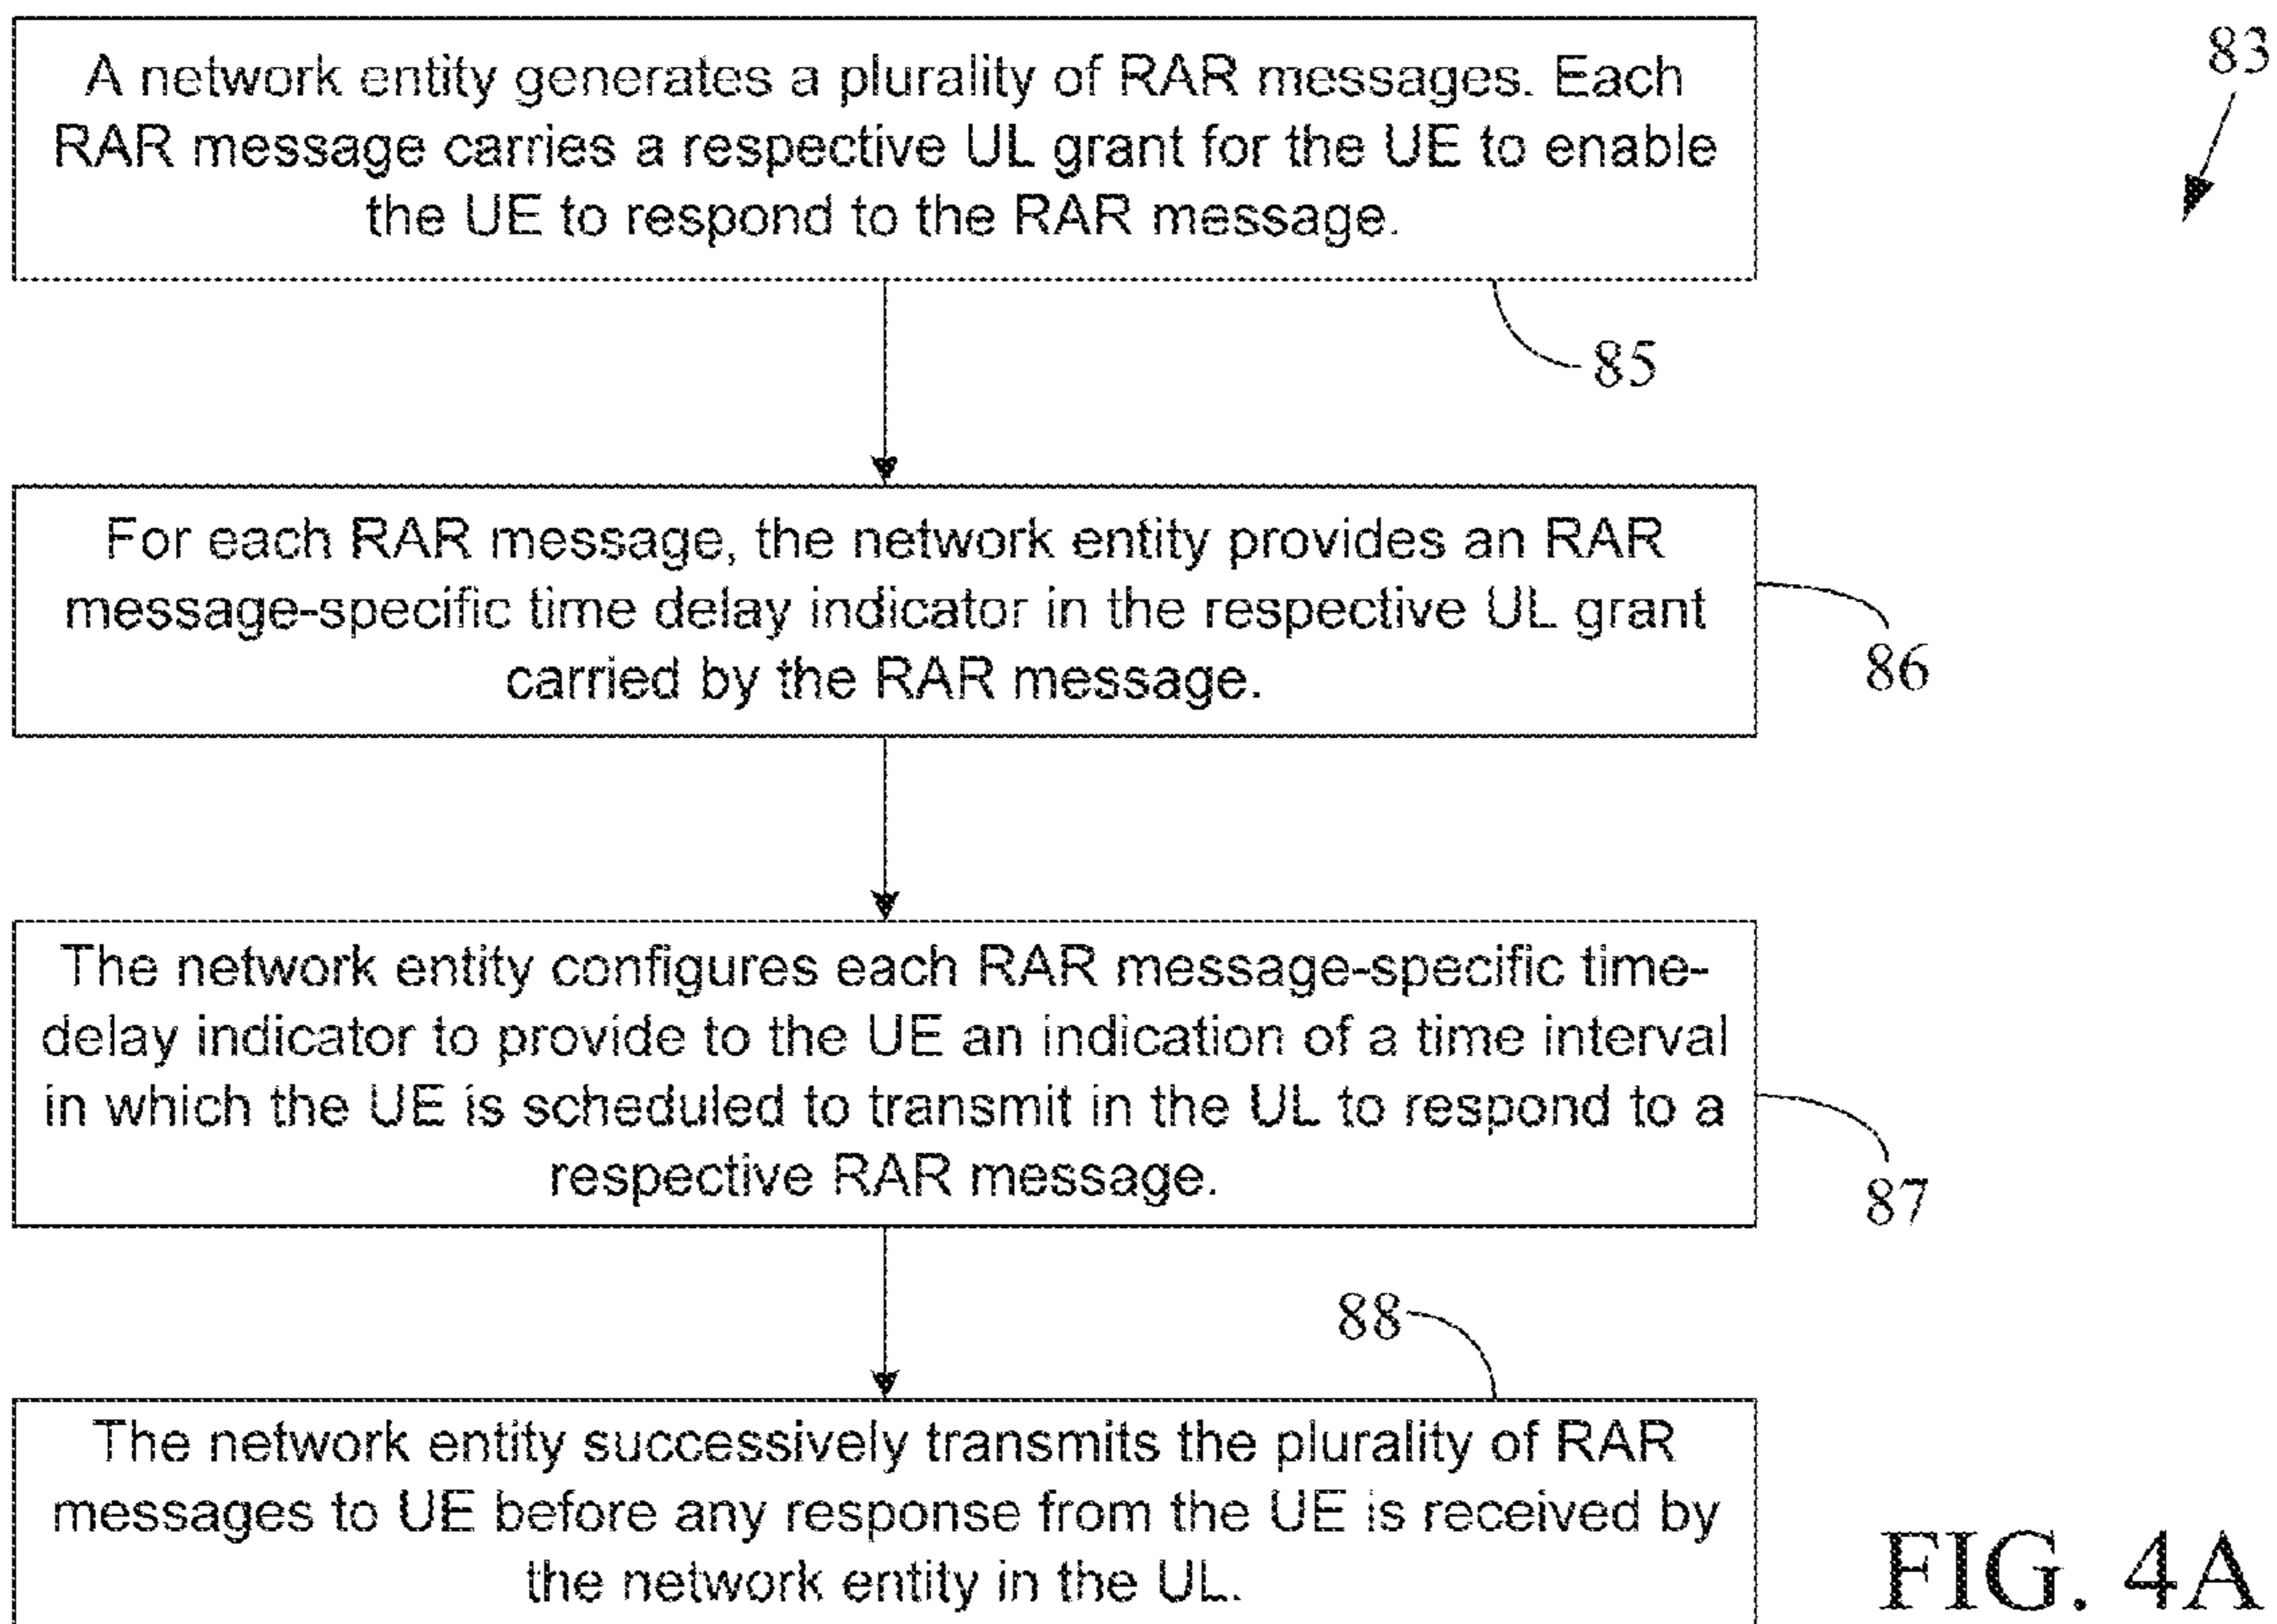 A network entity generates a plurality of RAR messages. Each
RAR message carries a respective UL grant for the UE to enable
the UE to respond to the RAR message.
83
85
For each RAR message, the network entity provides an RAR
message-specific time delay indicator in the respective UL grant
carried by the RAR message.
86
The network entity configures each RAR message-specific time-
delay indicator to provide to the UE an indication of a time interval
in which the UE is scheduled to transmit in the UL to respond to a
respective RAR message.
87
88
The network entity successively transmits the plurality of RAR
messages to UE before any response from the UE is received by
the network entity in the UL.
FIG. 4A